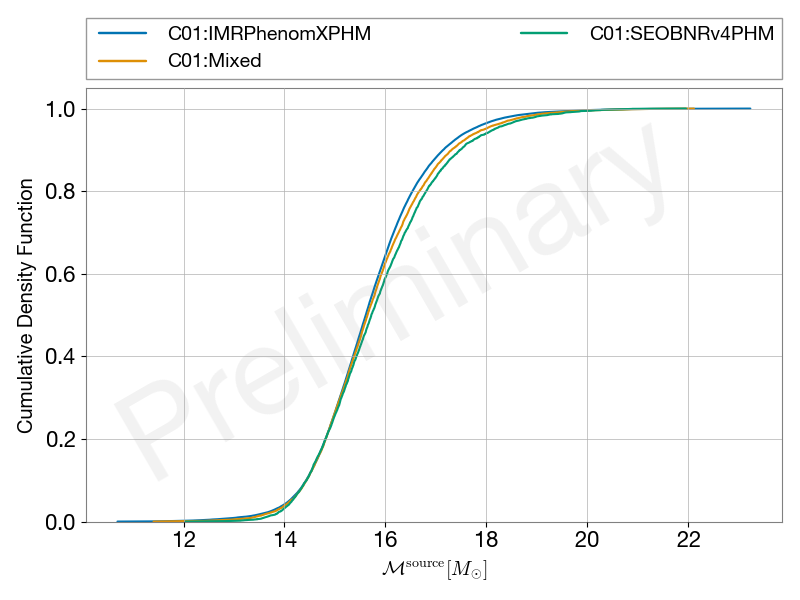 C01:IMRPhenomXPHM
C01:SEOBNRv4PHM
C01:Mixed
Preliminary
Cumulative Density Function
1.0
0.8
0.6
0.4
0.2
0.0
12 14 16 18 20 22
ℳ^source[M_⊙]